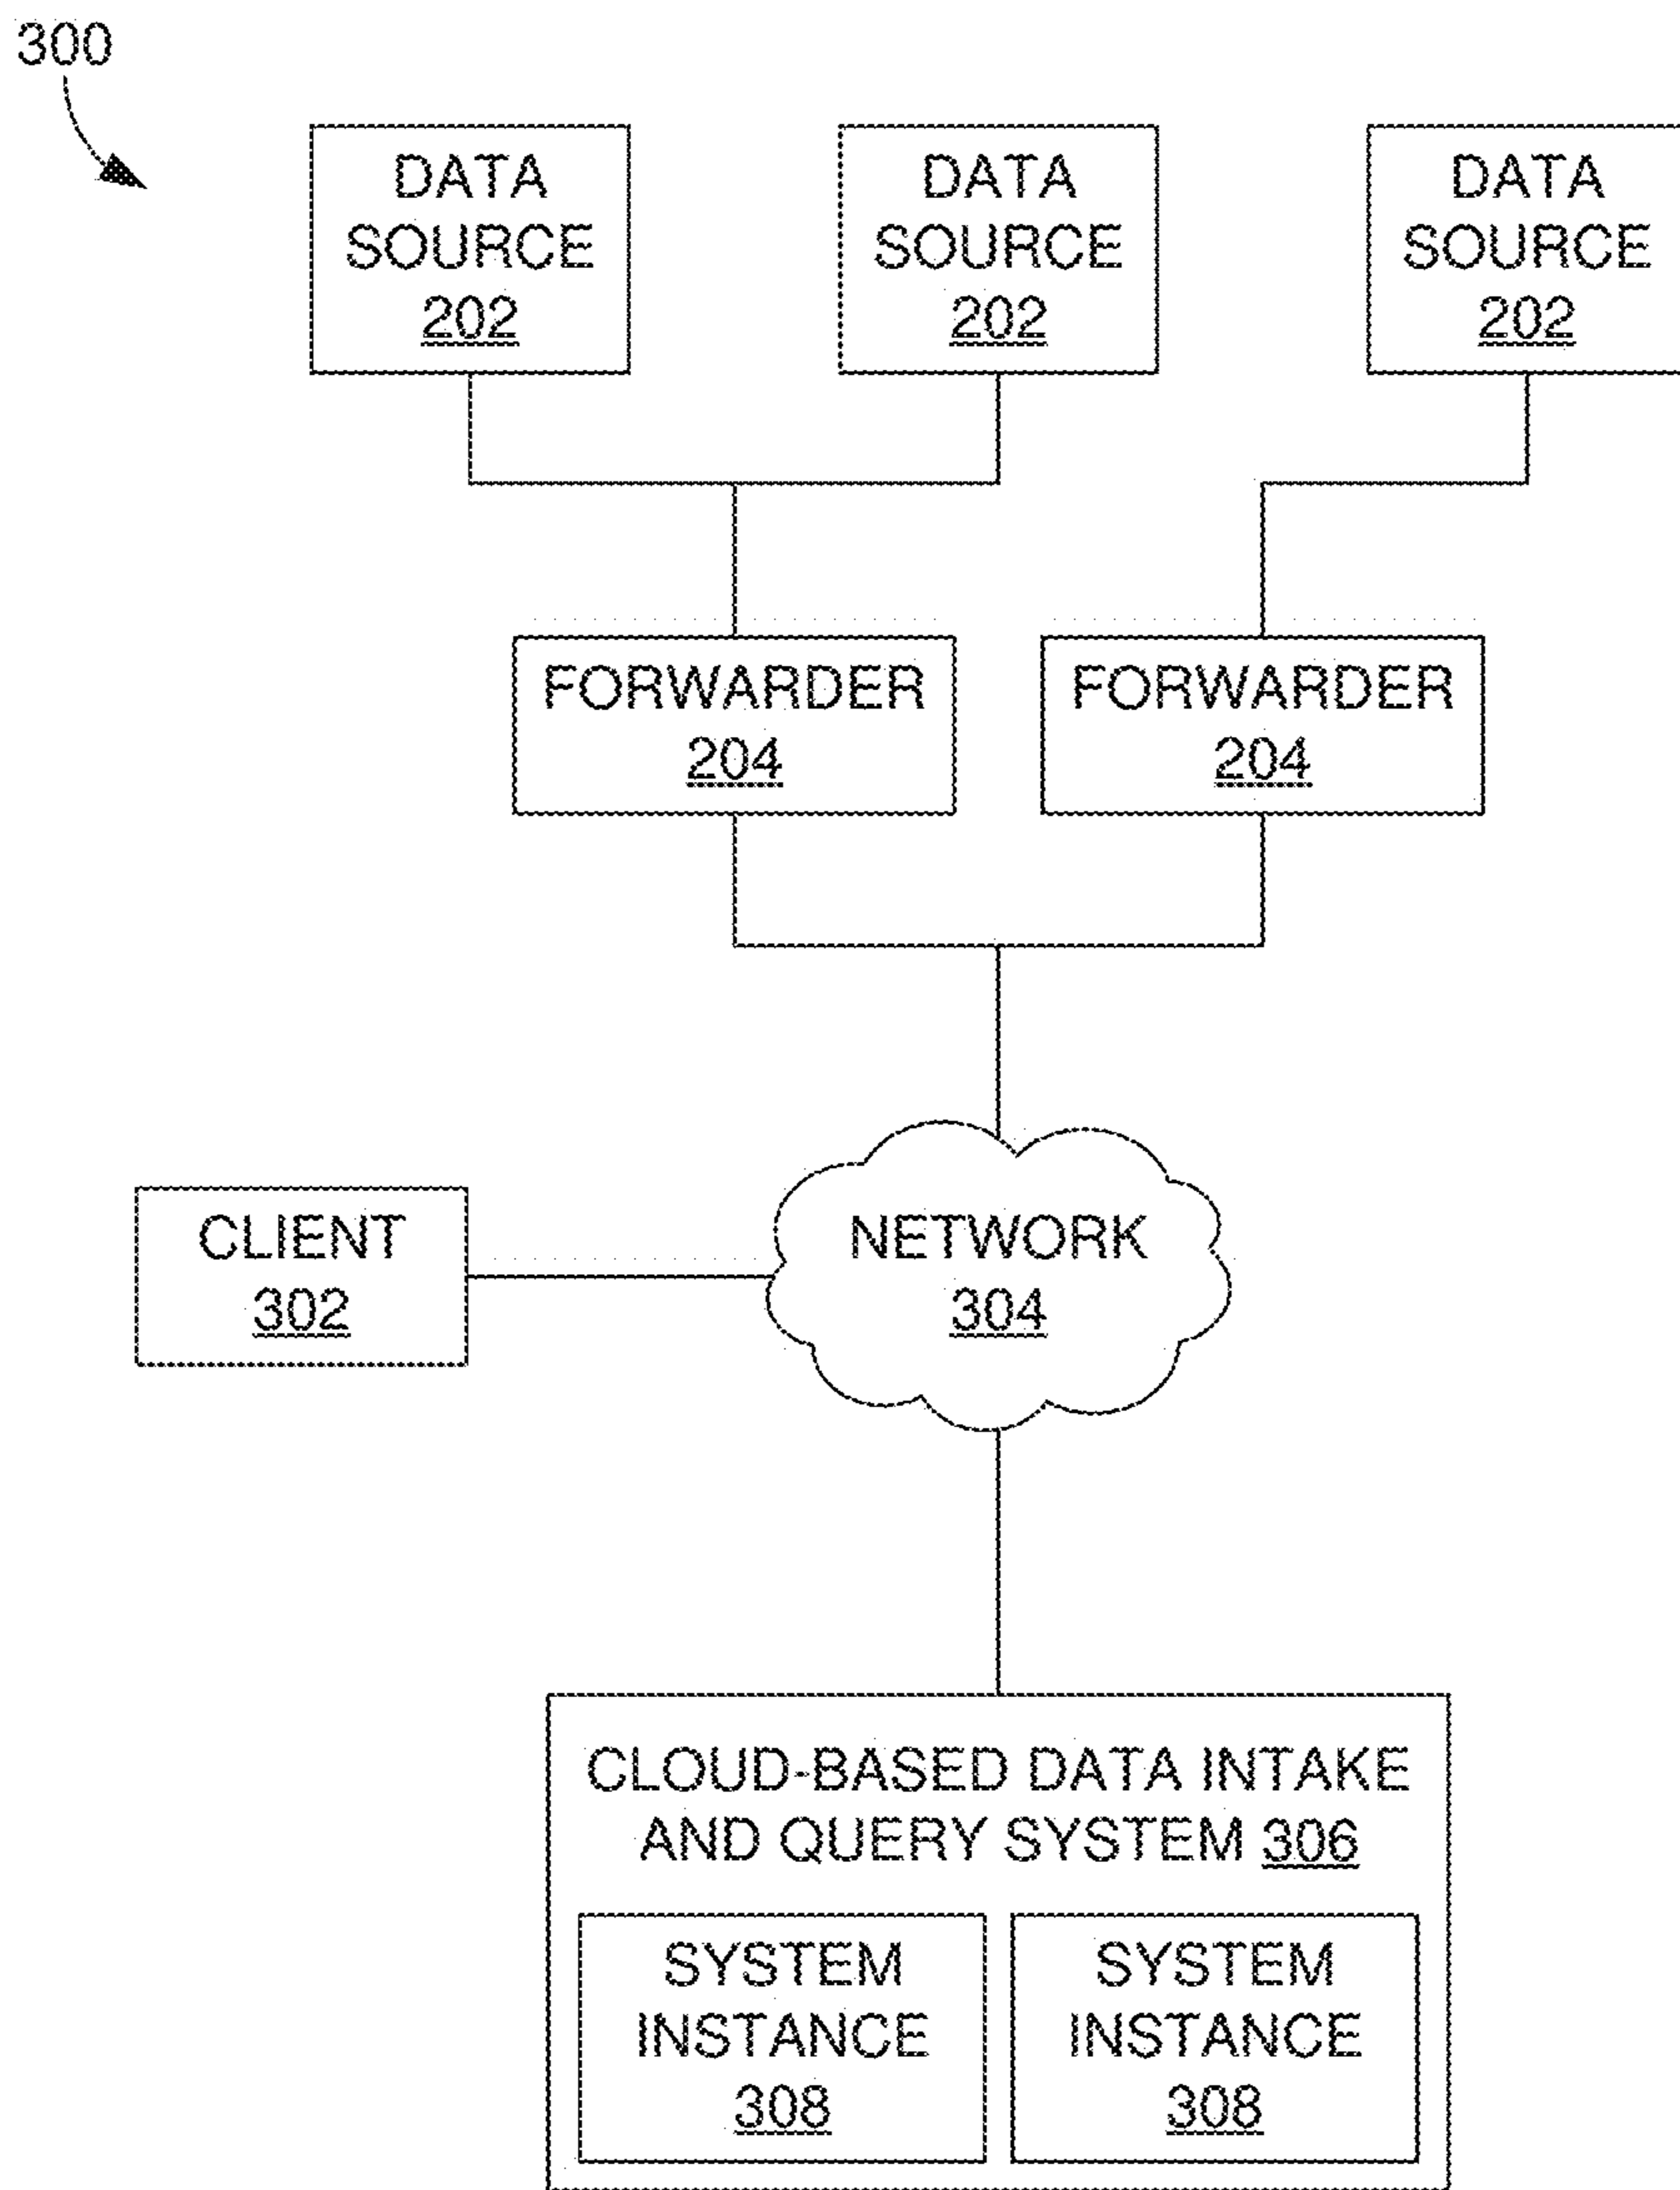 300
DATA
SOURCE
202
DATA
SOURCE
202
DATA
SOURCE
202
FORWARDER
204
FORWARDER
204
CLIENT
302
NETWORK
304
CLOUD-BASED DATA INTAKE
AND QUERY SYSTEM 306
SYSTEM
INSTANCE
308
SYSTEM
INSTANCE
308